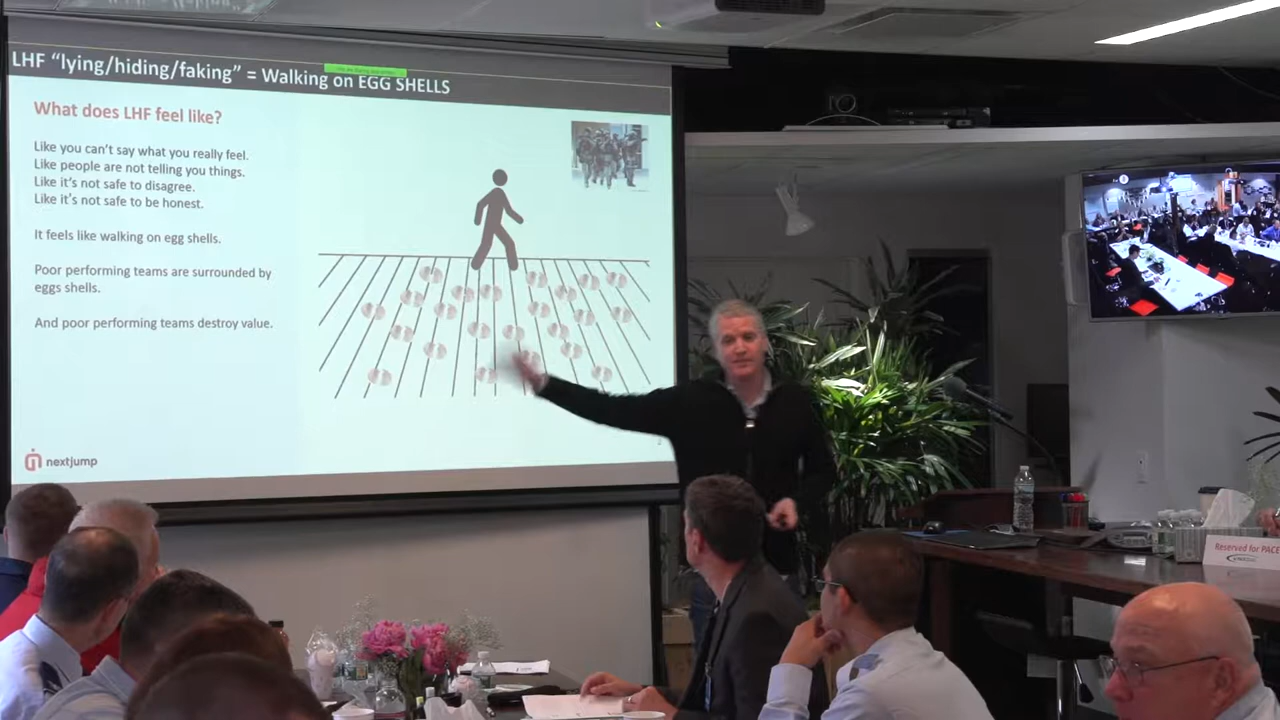 LHF “lying/hiding/faking” = Walking on EGG SHELLS
What does LHF feel like?
Like you can’t say what you really feel.
Like people are not telling you things.
Like it’s not safe to disagree.
Like it’s not safe to be honest.
It feels like walking on egg shells.
Poor performing teams are surrounded by
eggs shells.
And poor performing teams destroy value.
nextjump
Reserved for PACE